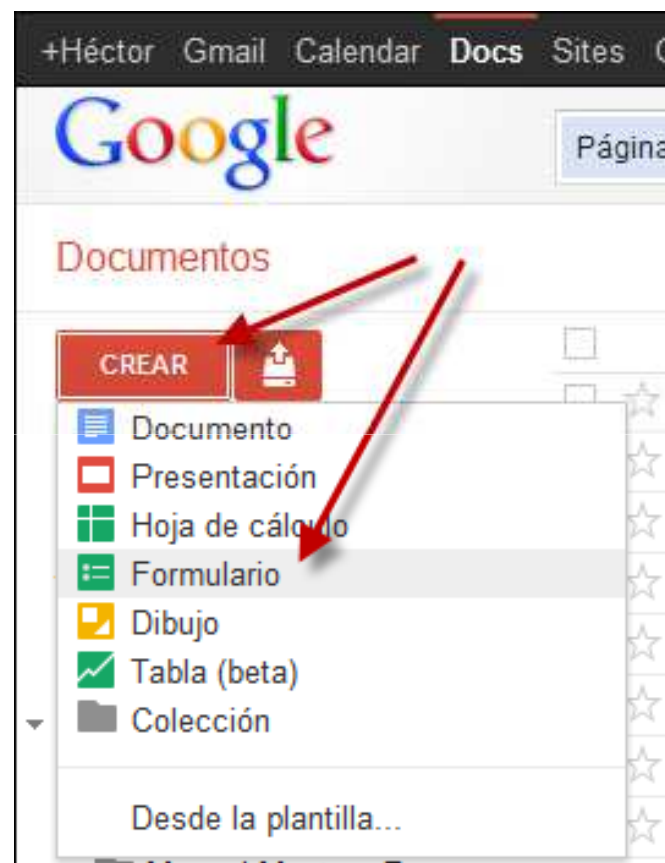 +Héctor Gmail Calendar Docs Sites
Google
Página
Documentos
CREAR
Documento
Presentación
Hoja de cálculo
Formulario
Dibujo
Tabla (beta)
Colección
Desde la plantilla...